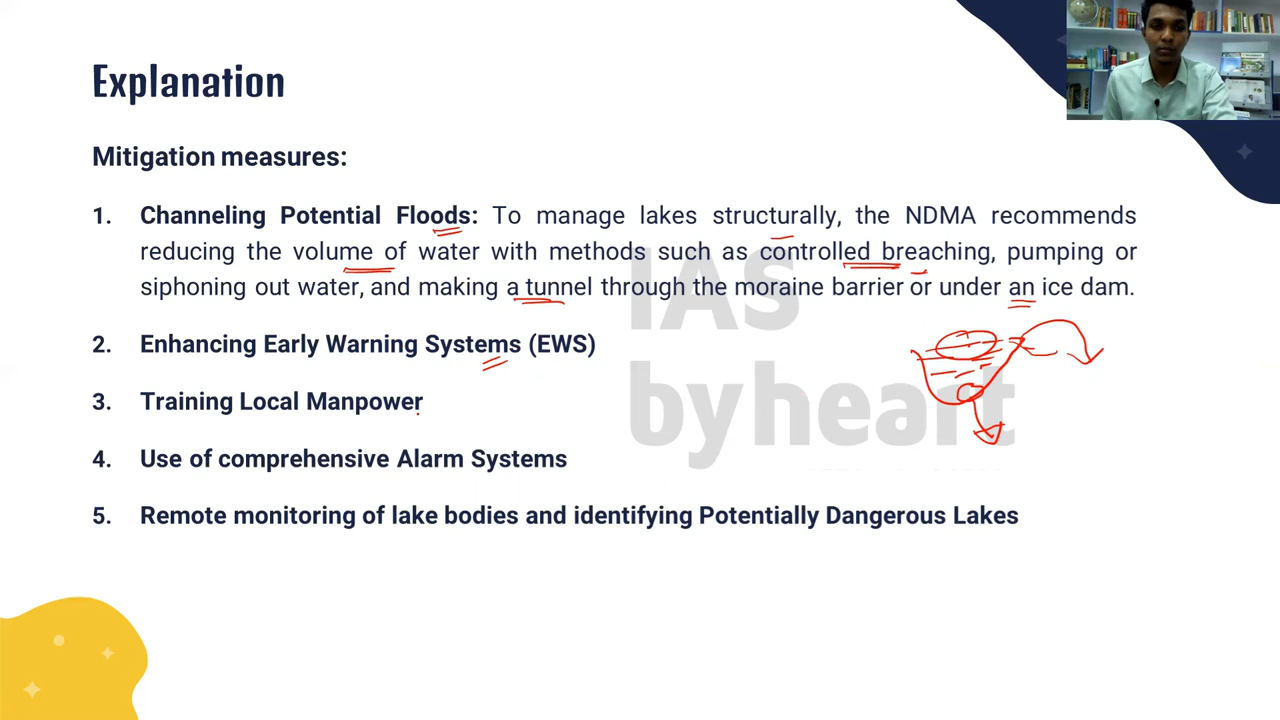 Explanation
Mitigation measures:
1. Channeling Potential Floods: To manage lakes structurally, the NDMA recommends
reducing the volume of water with methods such as controlled breaching, pumping or
siphoning out water, and making a tunnel through the moraine barrier or under an ice dam.
2. Enhancing Early Warning Systems (EWS)
3. Training Local Manpower
4. Use of comprehensive Alarm Systems
5. Remote monitoring of lake bodies and identifying Potentially Dangerous Lakes
IAS
by heart